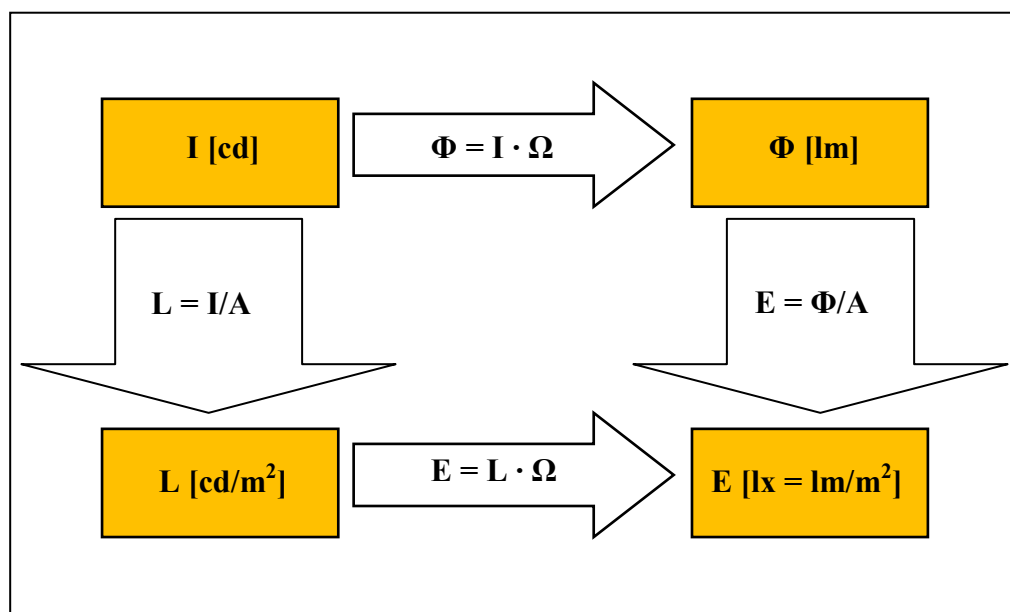 I [cd]
Φ = I · Ω
Φ [lm]
L = I/A
E = Φ/A
L [cd/m²]
E = L · Ω
E [lx = lm/m²]